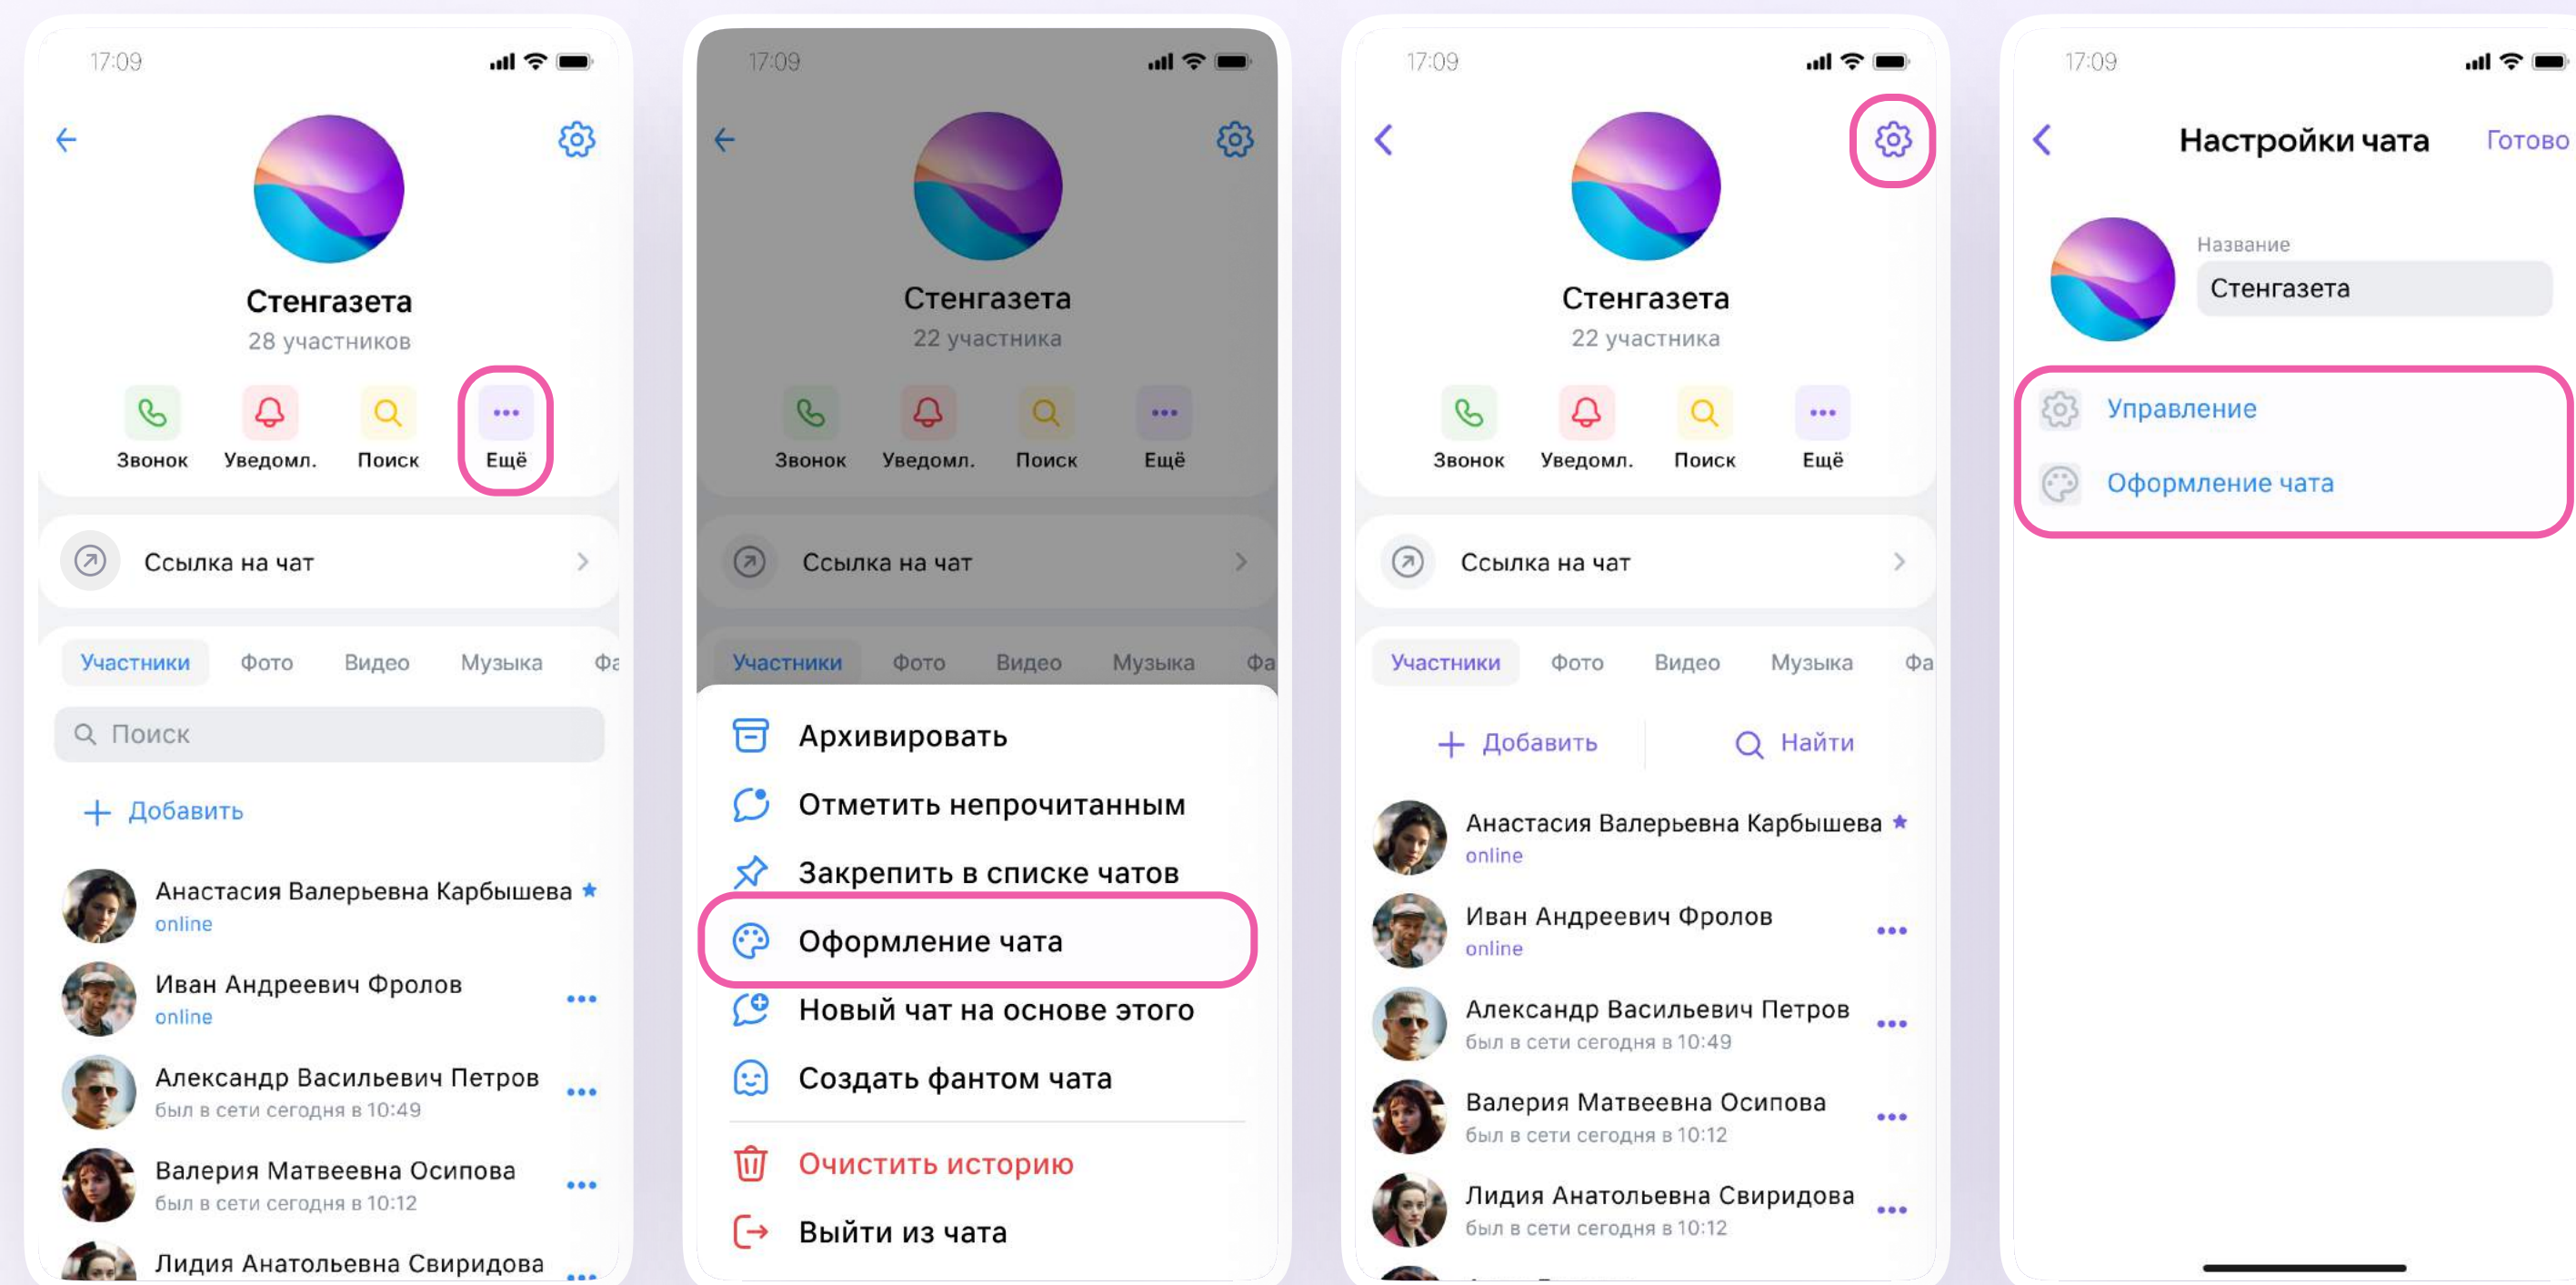 17:09
Стенгазета
28 участников
Звонок Уведомл. Поиск Ещё
Ссылка на чат
Участники Фото Видео Музыка Фа
Поиск
Добавить
Анастасия Валерьевна Карбышева
online
Иван Андреевич Фролов
online
Александр Васильевич Петров
был в сети сегодня в 10:49
Валерия Матвеевна Осипова
был в сети сегодня в 10:12
Лидия Анатольевна Свиридова
17:09
Стенгазета
22 участника
Звонок Уведомл. Поиск Ещё
Ссылка на чат
Участники Фото Видео Музыка Фа
Архивировать
Отметить непрочитанным
Закрепить в списке чатов
Оформление чата
Новый чат на основе этого
Создать фантом чата
Очистить историю
Выйти из чата
17:09
Стенгазета
22 участника
Звонок Уведомл. Поиск Ещё
Ссылка на чат
Участники Фото Видео Музыка Фа
Добавить Найти
Анастасия Валерьевна Карбышева
online
Иван Андреевич Фролов
online
Александр Васильевич Петров
был в сети сегодня в 10:49
Валерия Матвеевна Осипова
был в сети сегодня в 10:12
Лидия Анатольевна Свиридова
был в сети сегодня в 10:12
17:09
Настройки чата Готово
Название
Стенгазета
Управление
Оформление чата